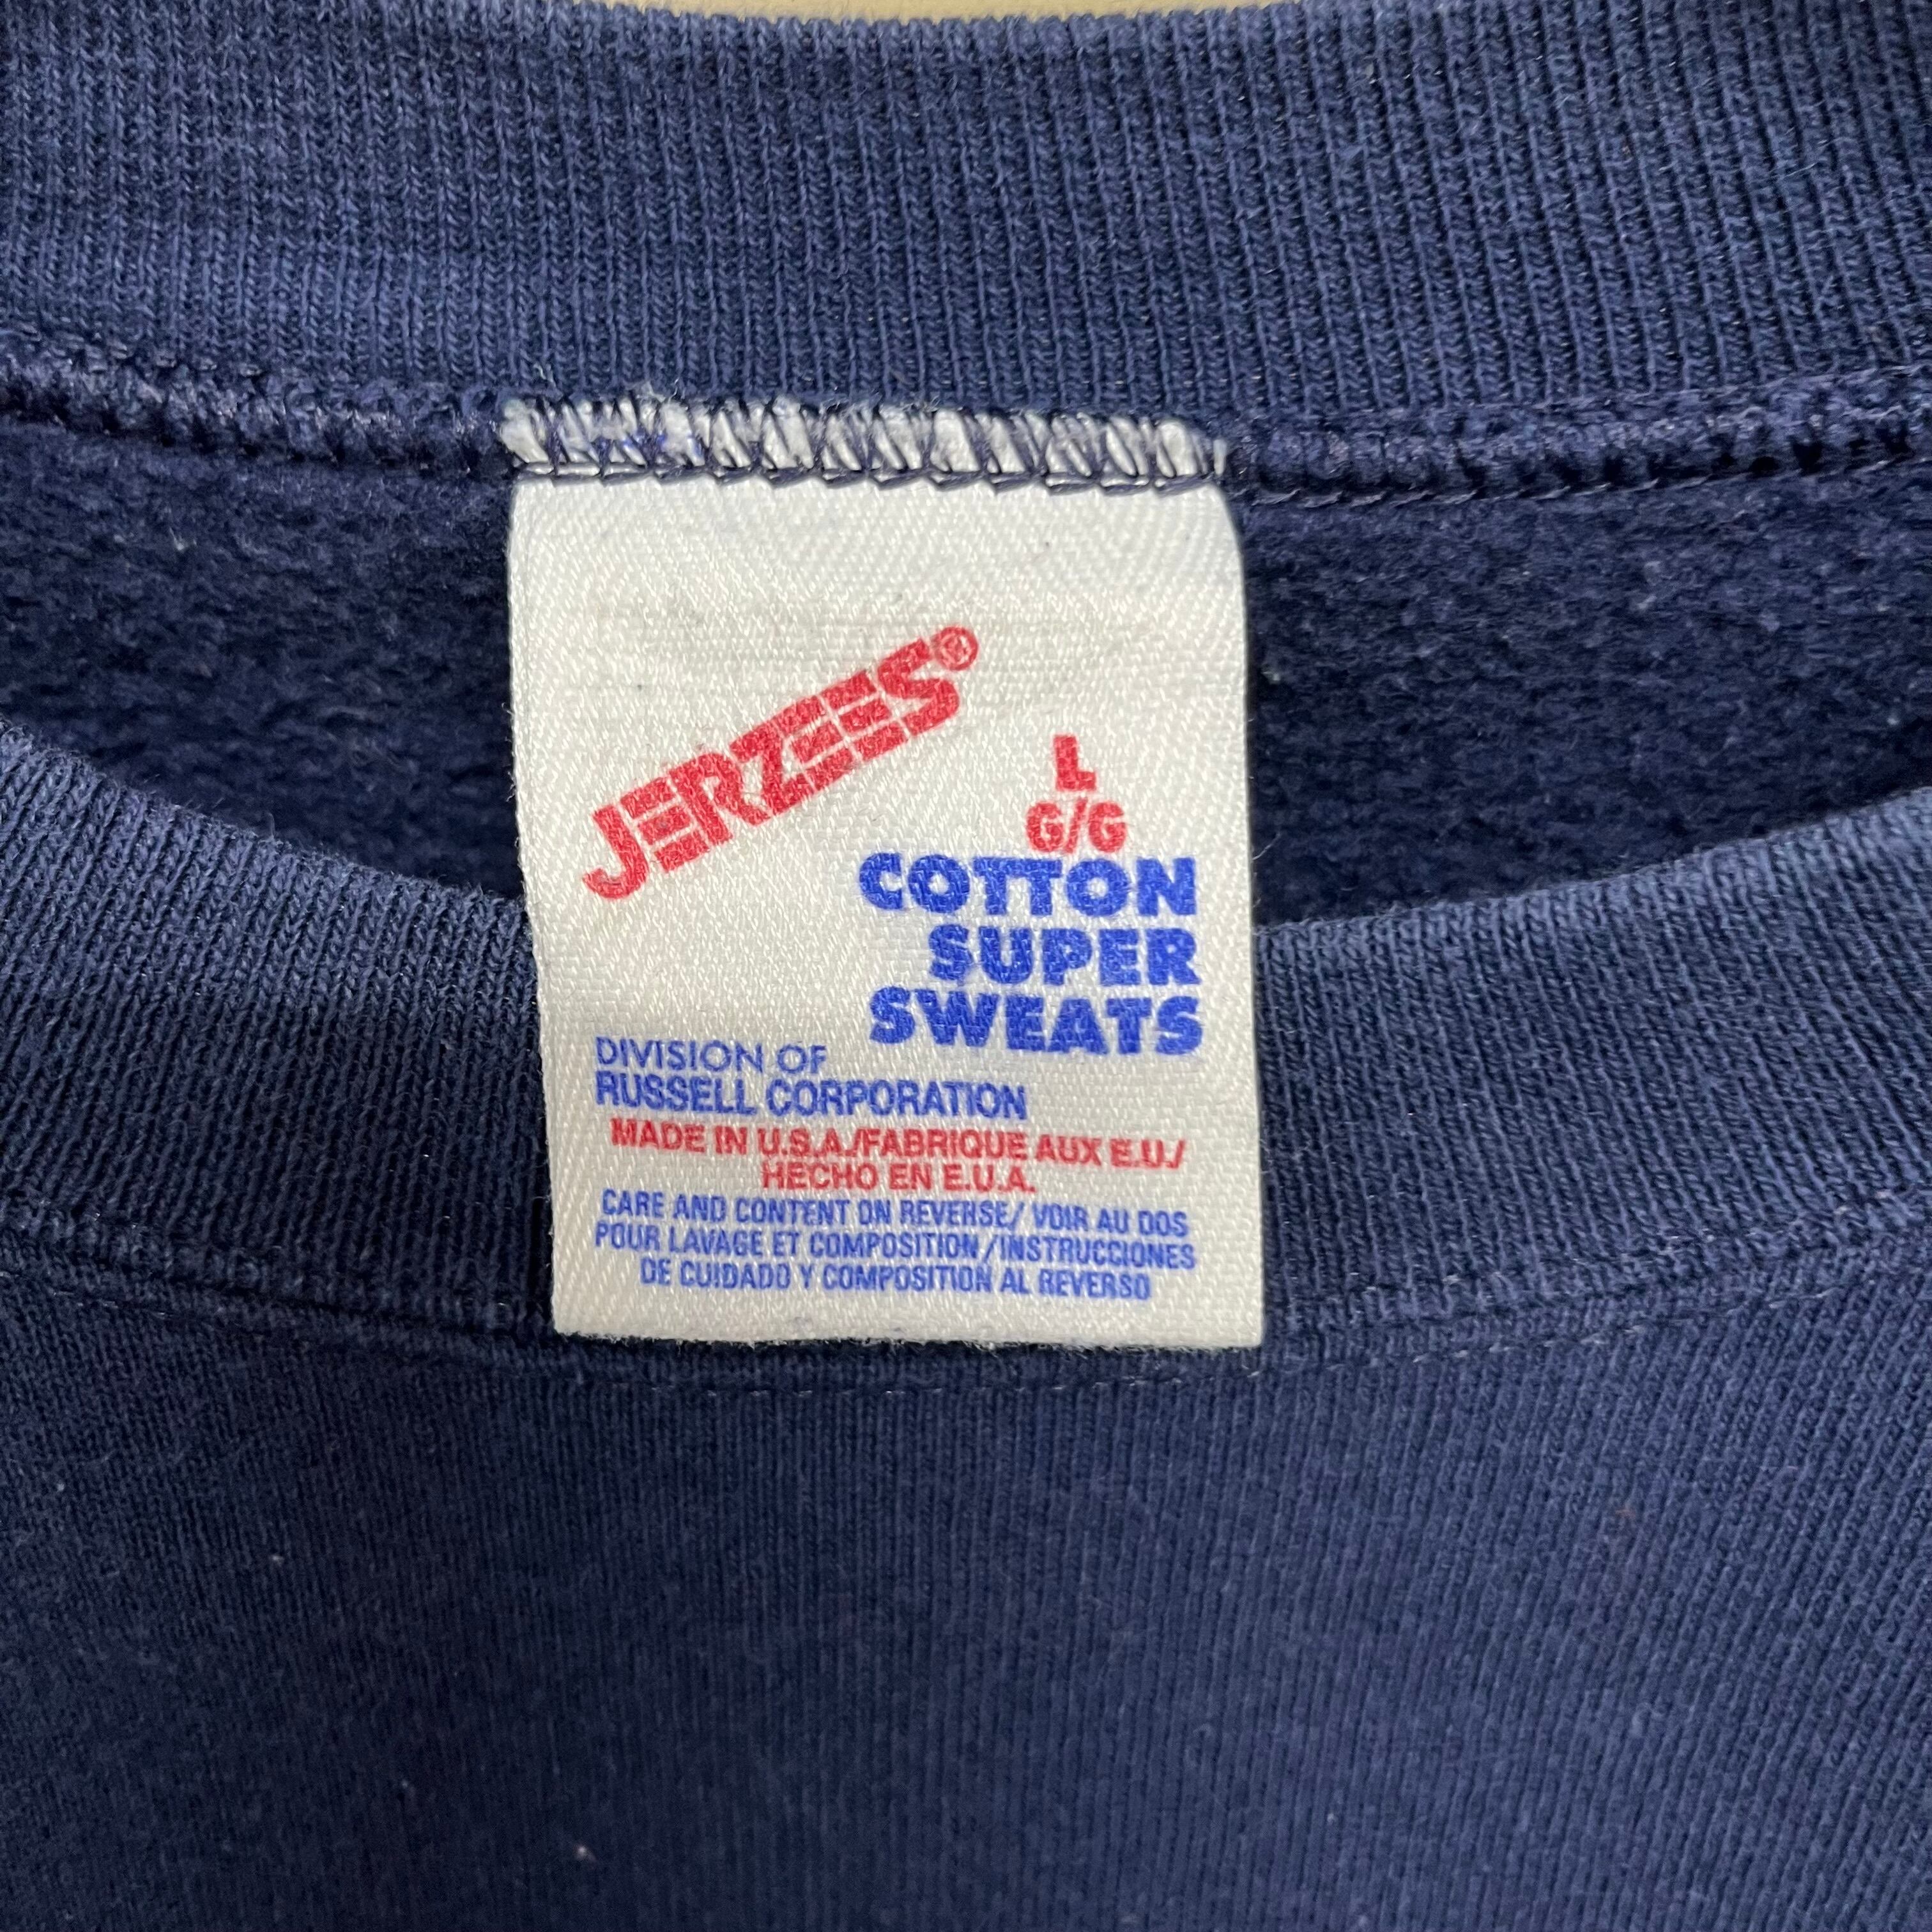 JERZEES®
L
G/G
COTTON
SUPER
SWEATS
DIVISION OF
RUSSELL CORPORATION
MADE IN U.S.A./FABRIQUE AUX E.U./
HECHO EN E.U.A.
CARE AND CONTENT ON REVERSE/ VOIR AU DOS
POUR LAVAGE ET COMPOSITION/INSTRUCCIONES
DE CUIDADO Y COMPOSITION AL REVERSO